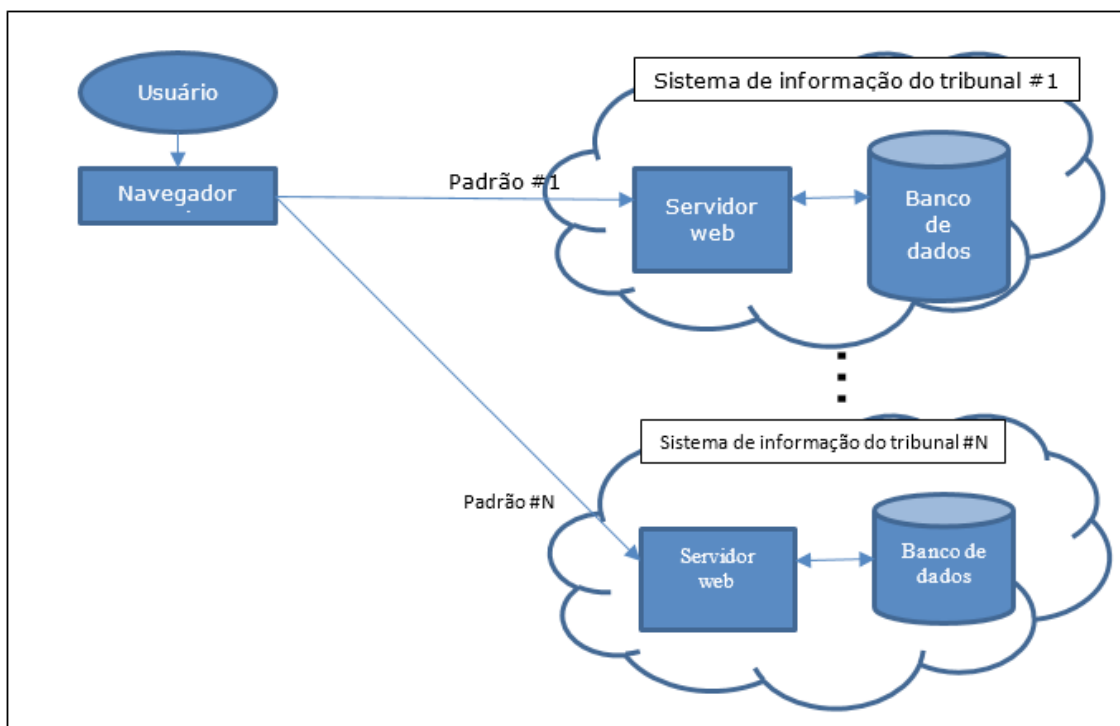 Usuário
Navegador
Sistema de informação do tribunal #1
Padrão #1
Servidor
web
Banco
de
dados
Sistema de informação do tribunal #N
Padrão #N
Servidor
web
Banco de
dados